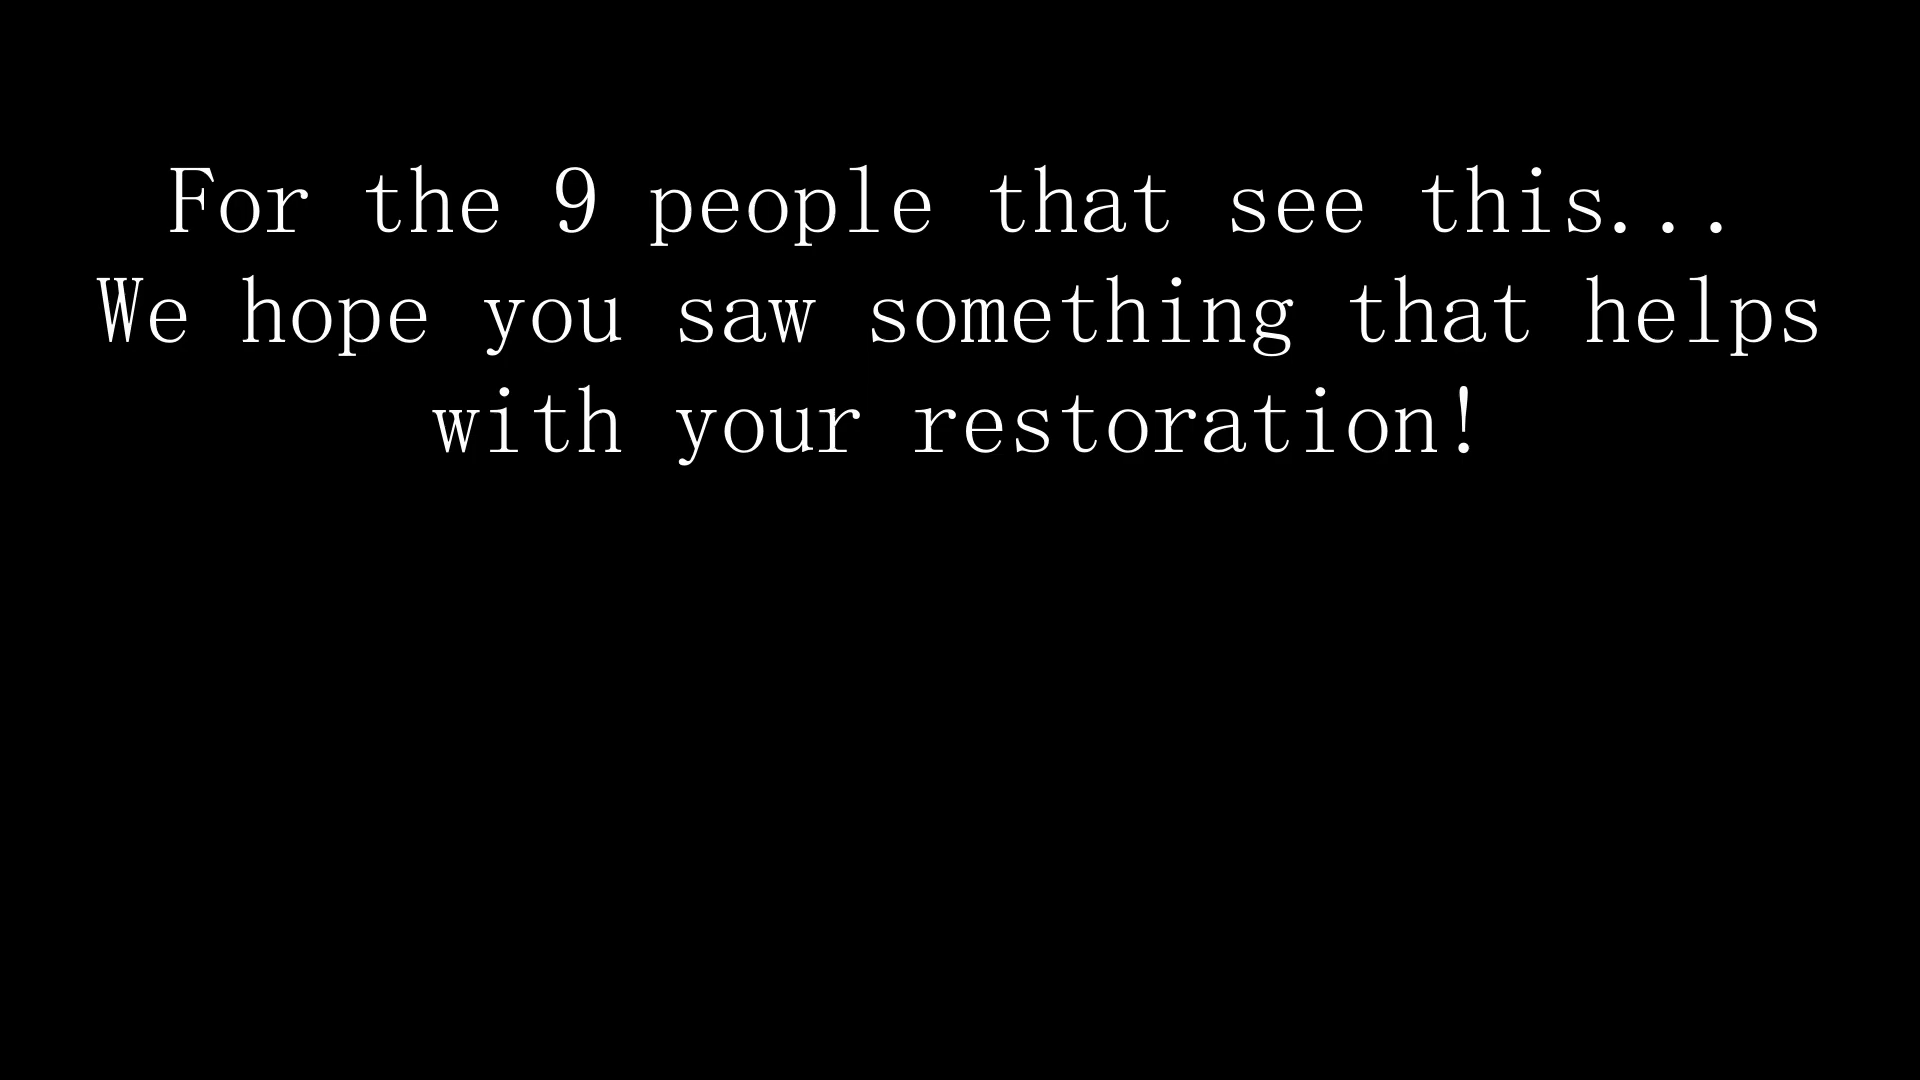 For the 9 people that see this...
We hope you saw something that helps
with your restoration!